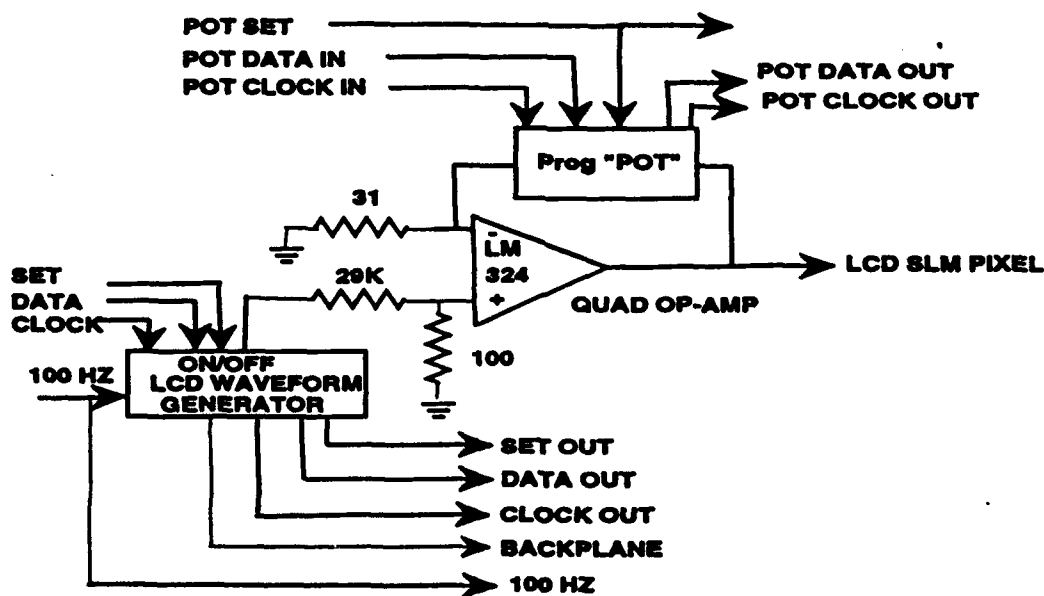 POT SET
POT DATA IN
POT CLOCK IN
POT DATA OUT
POT CLOCK OUT
Prog "POT"
31
-
LM
324
+
29K
LCD SLM PIXEL
QUAD OP-AMP
SET
DATA
CLOCK
100
100 HZ
ON/OFF
LCD WAVEFORM
GENERATOR
SET OUT
DATA OUT
CLOCK OUT
BACKPLANE
100 HZ